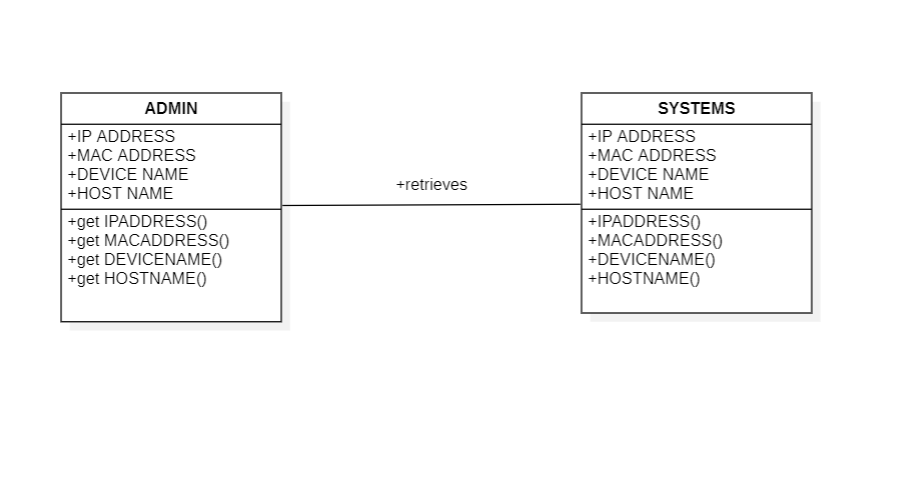 ADMIN
+IP ADDRESS
+MAC ADDRESS
+DEVICE NAME
+HOST NAME
+get IPADDRESS()
+get MACADDRESS()
+get DEVICENAME()
+get HOSTNAME()
+retrieves
SYSTEMS
+IP ADDRESS
+MAC ADDRESS
+DEVICE NAME
+HOST NAME
+IPADDRESS()
+MACADDRESS()
+DEVICENAME()
+HOSTNAME()